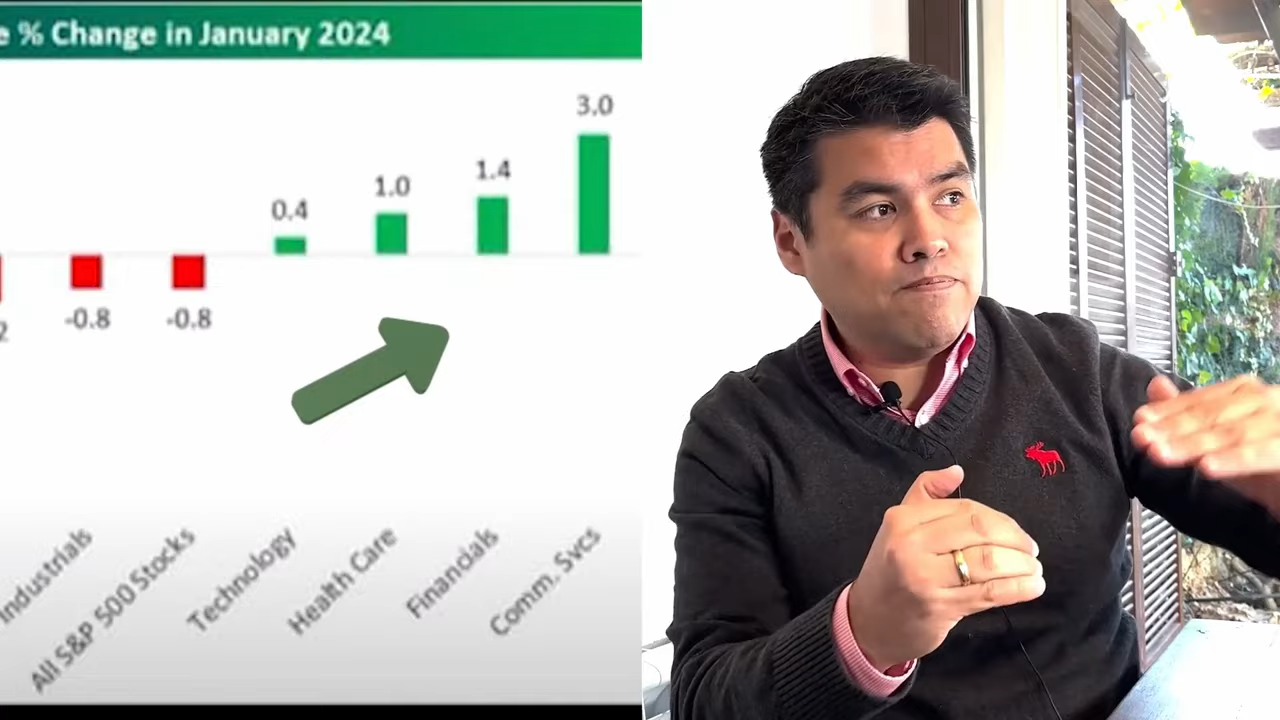 e % Change in January 2024
3.0
1.4
1.0
0.4
2
-0.8
-0.8
Industrials
All S&P 500 Stocks
Technology
Health Care
Financials
Comm. Svcs